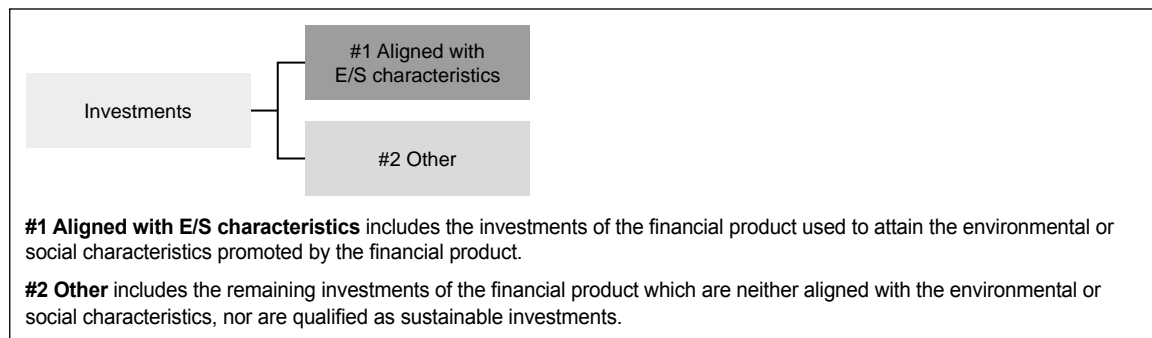 #1 Aligned with
E/S characteristics
Investments
#2 Other
#1 Aligned with E/S characteristics includes the investments of the financial product used to attain the environmental or
social characteristics promoted by the financial product.
#2 Other includes the remaining investments of the financial product which are neither aligned with the environmental or
social characteristics, nor are qualified as sustainable investments.